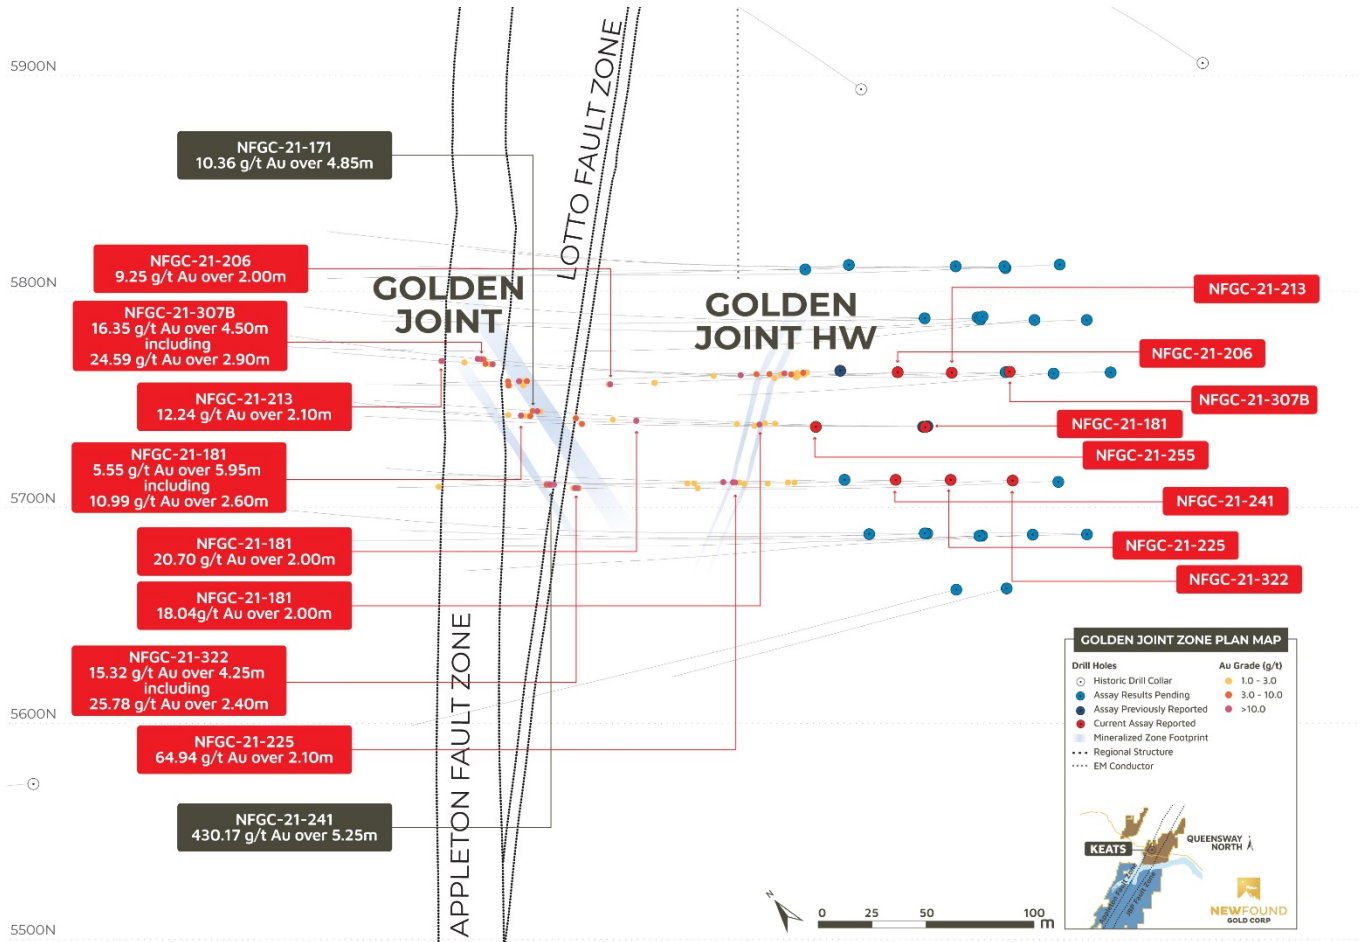 5900N
5800N
5700N
5600N
5500N
NFGC-21-171
10.36 g/t Au over 4.85m
NFGC-21-206
9.25 g/t Au over 2.00m
NFGC-21-307B
16.35 g/t Au over 4.50m
including
24.59 g/t Au over 2.90m
NFGC-21-213
12.24 g/t Au over 2.10m
NFGC-21-181
5.55 g/t Au over 5.95m
including
10.99 g/t Au over 2.60m
NFGC-21-181
20.70 g/t Au over 2.00m
NFGC-21-181
18.04g/t Au over 2.00m
NFGC-21-322
15.32 g/t Au over 4.25m
including
25.78 g/t Au over 2.40m
NFGC-21-225
64.94 g/t Au over 2.10m
NFGC-21-241
430.17 g/t Au over 5.25m
APPLETON FAULT ZONE
LOTTO FAULT ZONE
GOLDEN
JOINT
GOLDEN
JOINT HW
NFGC-21-213
NFGC-21-206
NFGC-21-307B
NFGC-21-181
NFGC-21-255
NFGC-21-241
NFGC-21-225
NFGC-21-322
GOLDEN JOINT ZONE PLAN MAP
Drill Holes
Historic Drill Collar
Assay Results Pending
Assay Previously Reported
Current Assay Reported
Mineralized Zone Footprint
Regional Structure
EM Conductor
Au Grade (g/t)
1.0 - 3.0
3.0 - 10.0
>10.0
KEATS
QUEENSWAY
NORTH
Appleton Fault Zone
JBP Fault Zone
NEWFOUND
GOLD CORP
N
0 25 50 100 m